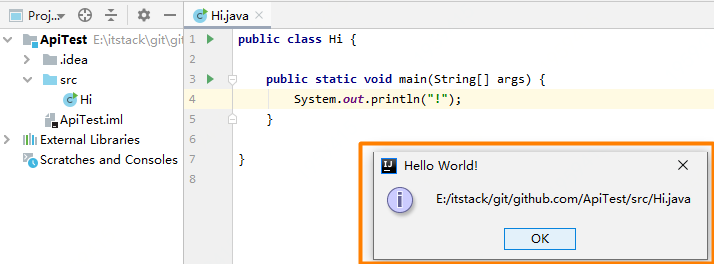 Proj...
Hi.java
ApiTest E:\itstack\git\git
.idea
src
Hi
ApiTest.iml
External Libraries
Scratches and Consoles
1 public class Hi {
2
3 public static void main(String[] args) {
4 System.out.println("!");
5 }
6
7 }
8
IJ Hello World!
E:/itstack/git/github.com/ApiTest/src/Hi.java
OK